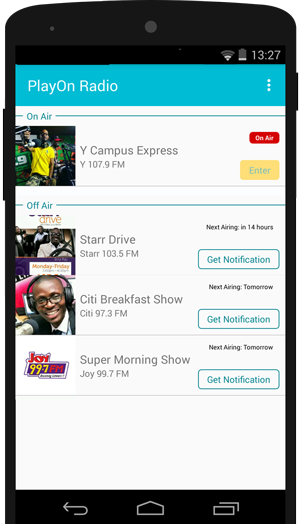 13:27
PlayOn Radio
On Air
Y Campus Express
Y 107.9 FM
On Air
Enter
Off Air
Starr
drive
Monday-Friday
Starr Drive
Starr 103.5 FM
Next Airing: in 14 hours
Get Notification
Citi Breakfast Show
Citi 97.3 FM
Next Airing: Tomorrow
Get Notification
Joy
99.7 FM
Super Morning Show
Joy 99.7 FM
Next Airing: Tomorrow
Get Notification